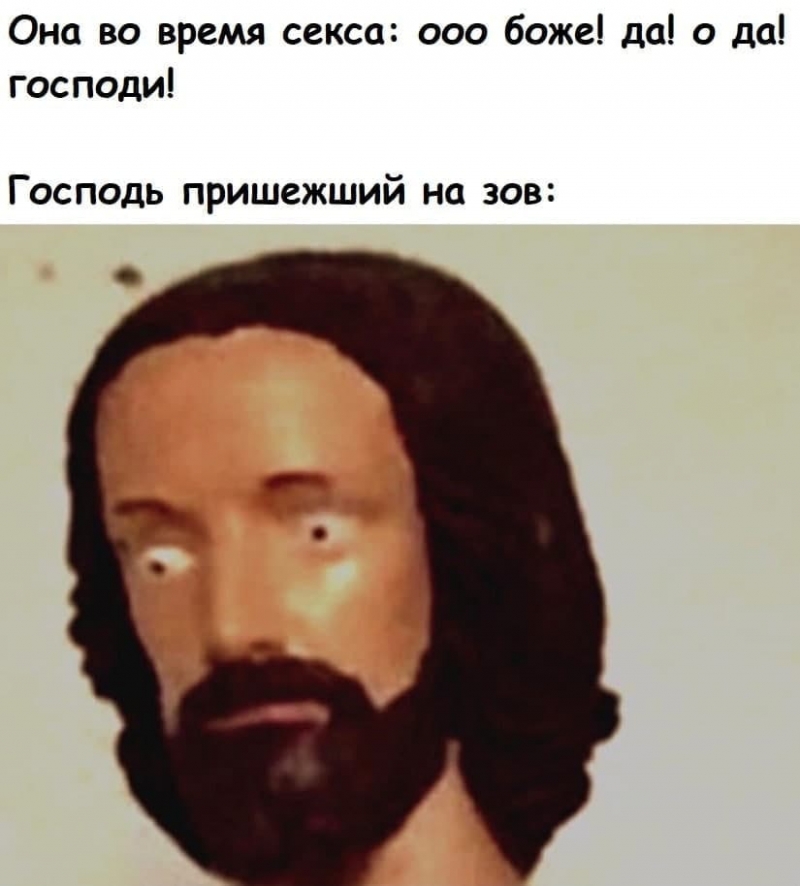 Она во время секса: ооо боже! да! о да!
господи!
Господь пришежший на зов: